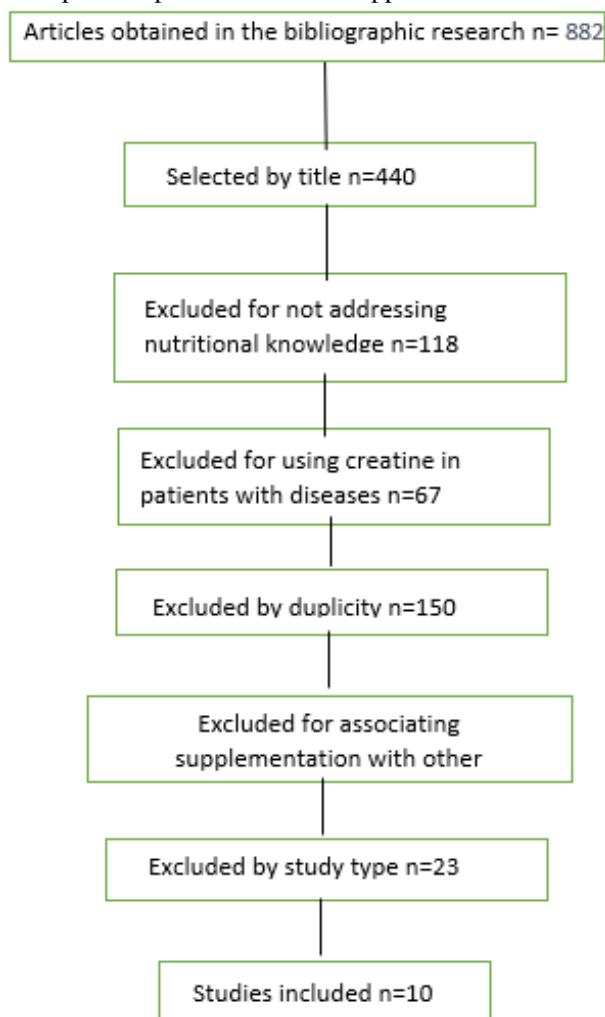 Articles obtained in the bibliographic research n= 882
Selected by title n=440
Excluded for not addressing
nutritional knowledge n=118
Excluded for using creatine in
patients with diseases n=67
Excluded by duplicity n=150
Excluded for associating
supplementation with other
Excluded by study type n=23
Studies included n=10